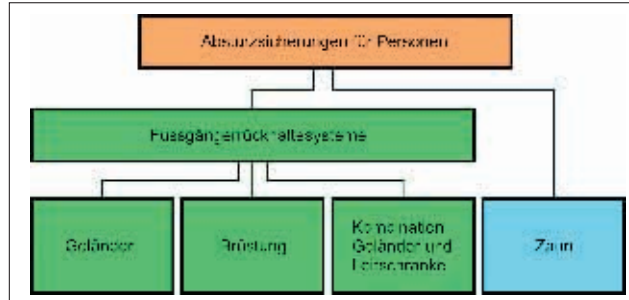 Absturzsicherungen für Personen
Fussgängerrückhaltesysteme
Geländer
Brüstung
Kombination
Geländer und
Leitschranke
Zaun